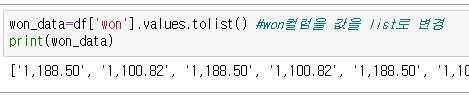 won_data=df['won'].values.tolist() #won컬럼을 값을 list로 변경
print(won_data)
['1,188.50', '1,100.82', '1,188.50', '1,100.82', '1,188.50', '1,10